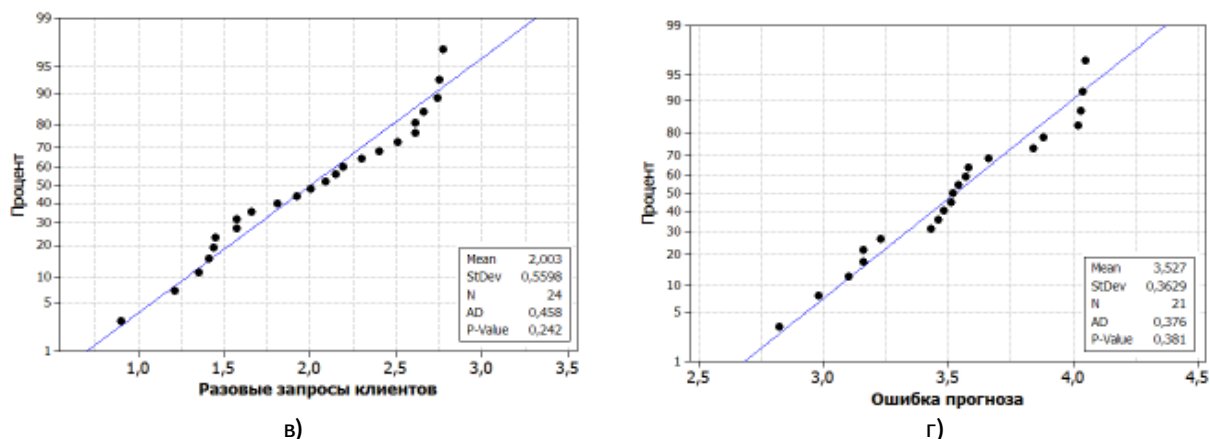 99
95
90
80
70
60
50
40
30
20
10
5
1
Процент
1,0 1,5 2,0 2,5 3,0 3,5
Разовые запросы клиентов
Mean 2,003
StDev 0,5598
N 24
AD 0,458
P-Value 0,242
в)
99
95
90
80
70
60
50
40
30
20
10
5
1
Процент
2,5 3,0 3,5 4,0 4,5
Ошибка прогноза
Mean 3,527
StDev 0,3629
N 21
AD 0,376
P-Value 0,381
г)